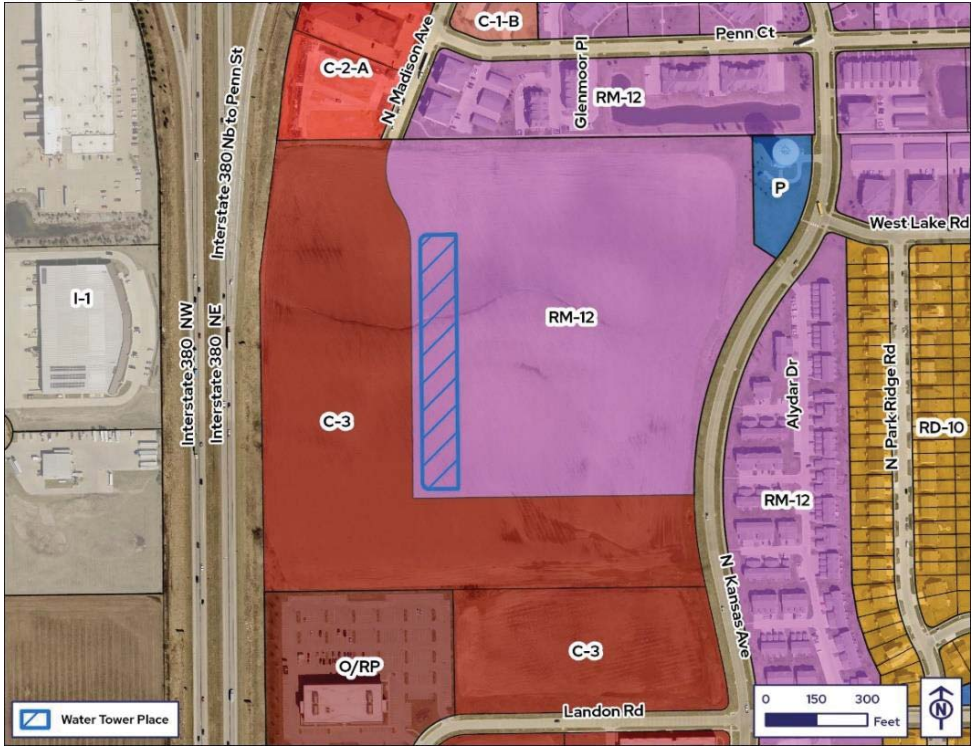 C-1-B
Penn Ct
C-2-A
N- Madison Ave
Glenmoor Pl
RM-12
Interstate 380 Nb to Penn St
P
West Lake Rd
I-1
RM-12
Interstate 380 NW
Interstate 380 NE
Alydar Dr
N- Park Ridge Rd
C-3
RD-10
RM-12
N- Kansas Ave
C-3
O/RP
Landon Rd
0 150 300
Feet
N
Water Tower Place